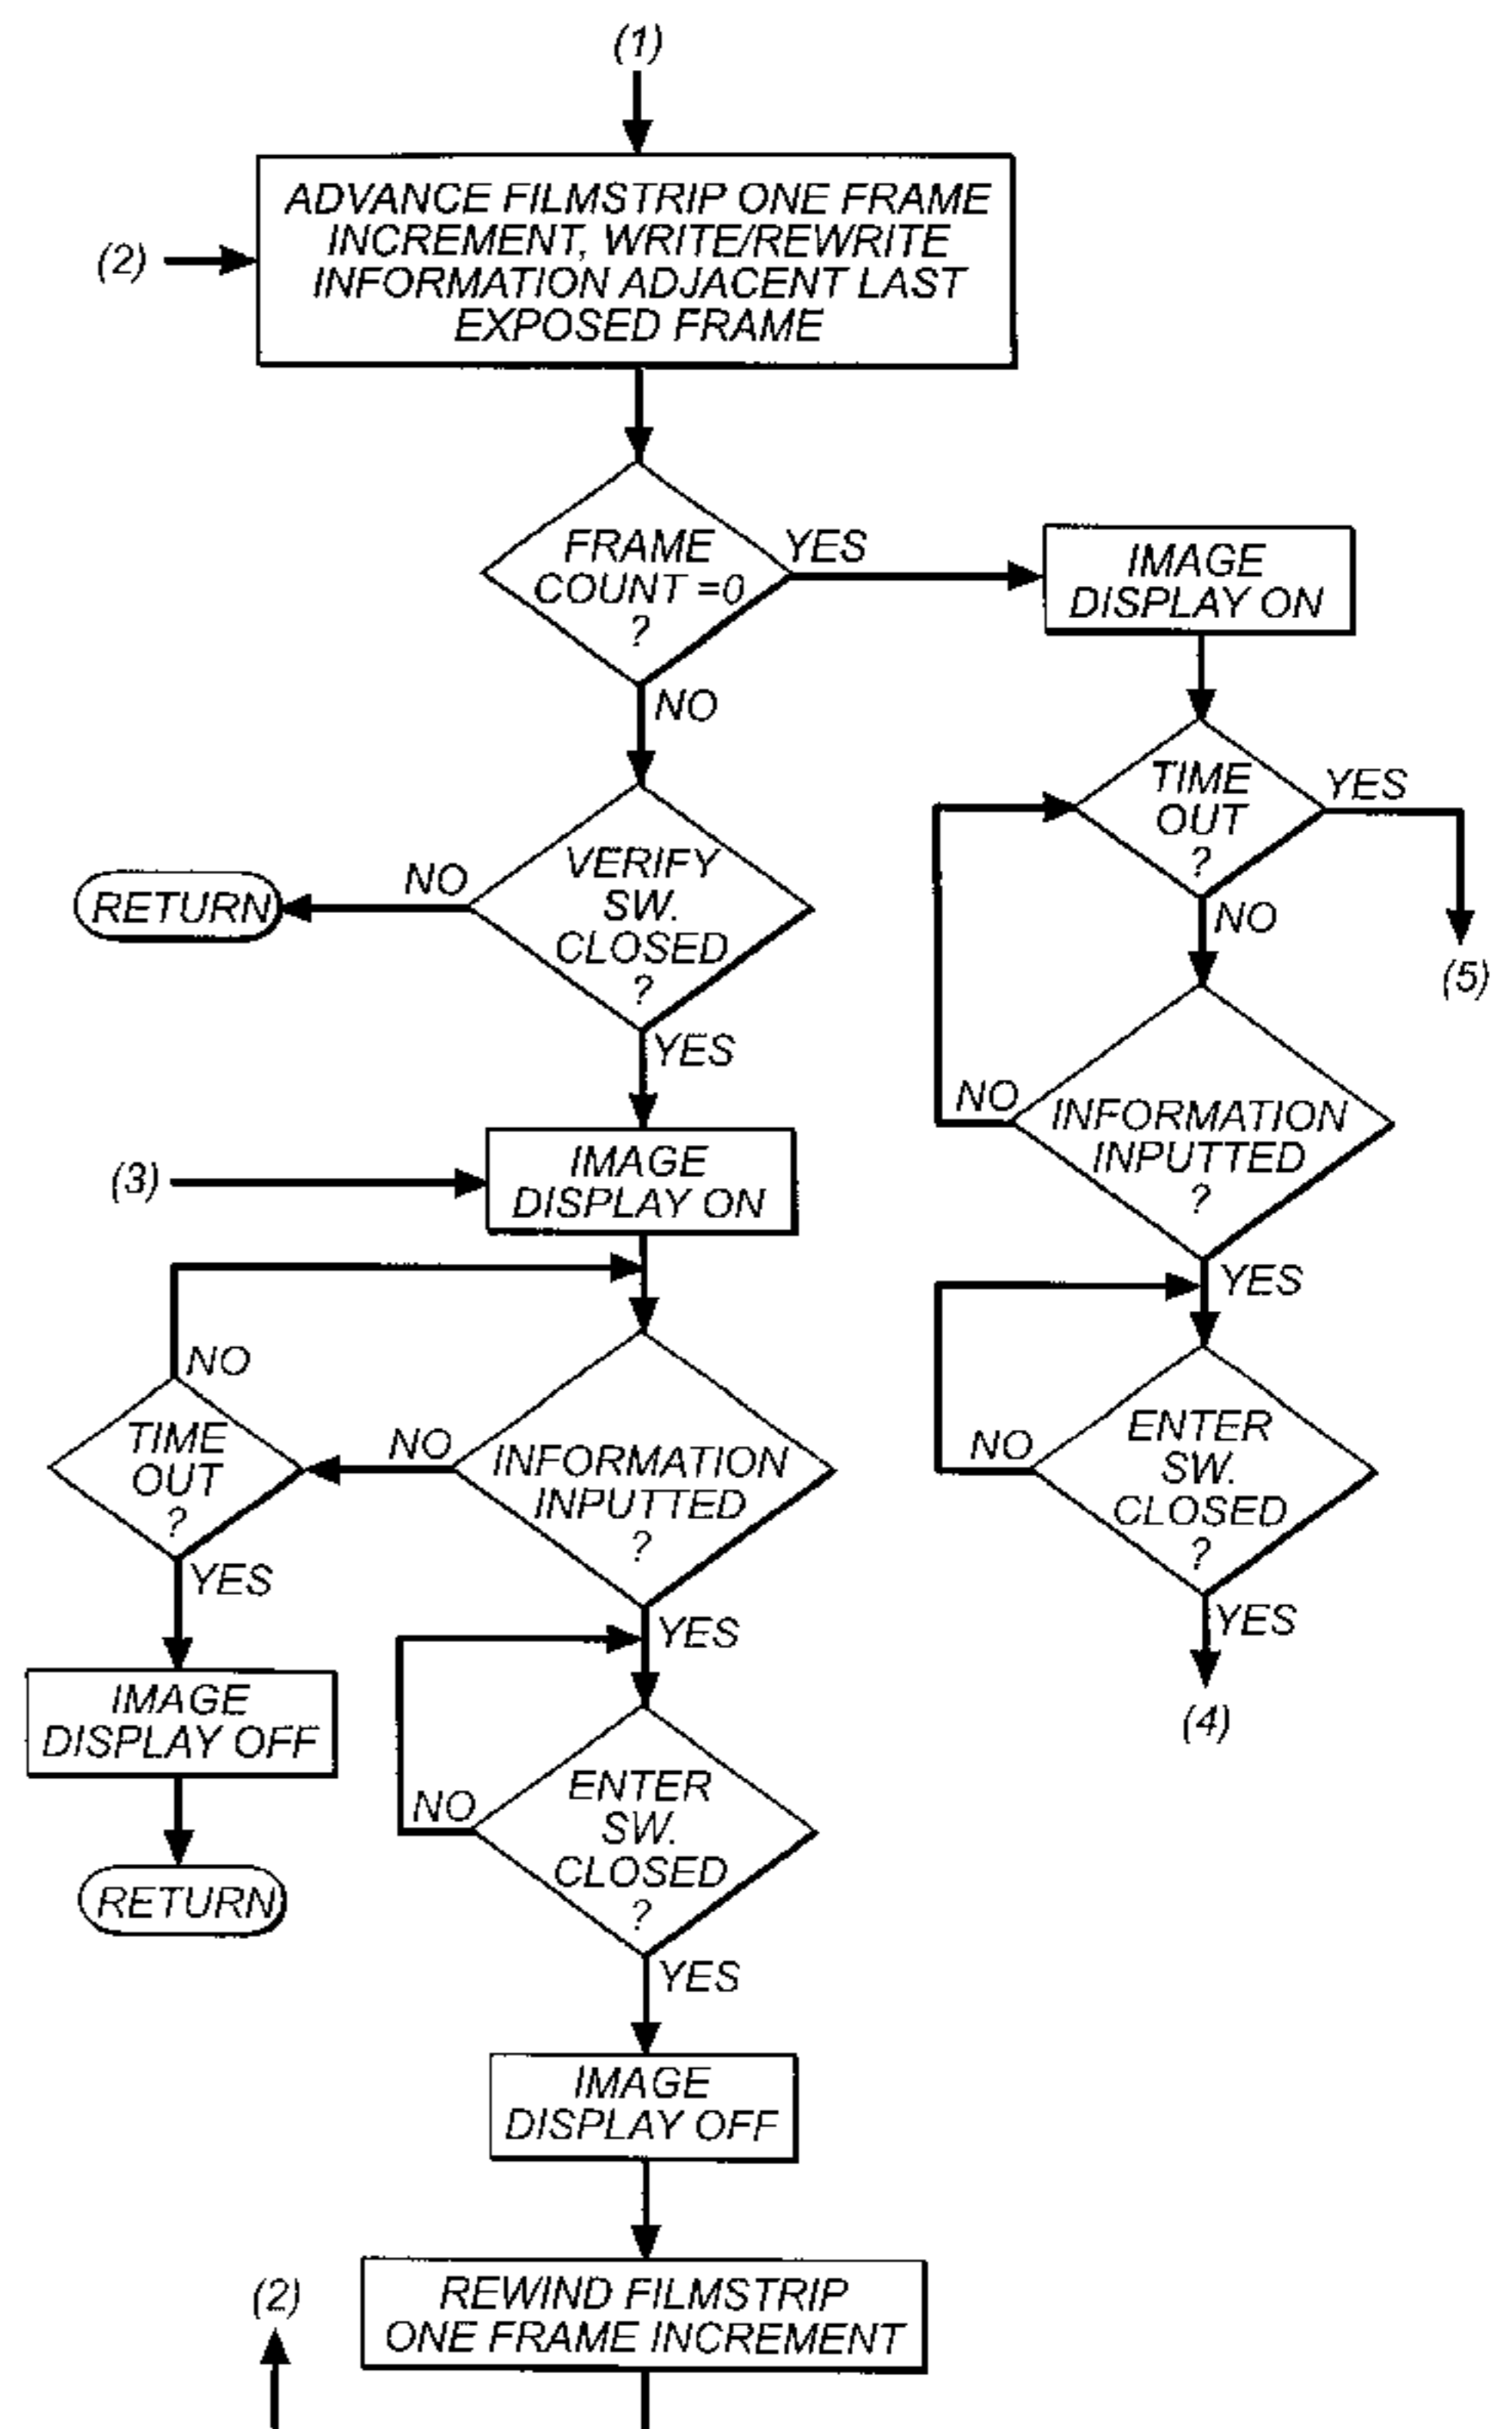 (1)
ADVANCE FILMSTRIP ONE FRAME
INCREMENT, WRITE/REWRITE
INFORMATION ADJACENT LAST
EXPOSED FRAME
(2)
FRAME
COUNT =0
?
YES
NO
IMAGE
DISPLAY ON
TIME
OUT
?
YES
NO
(5)
VERIFY
SW.
CLOSED
?
NO
RETURN
YES
INFORMATION
INPUTTED
?
NO
YES
(3)
IMAGE
DISPLAY ON
ENTER
SW.
CLOSED
?
NO
YES
(4)
INFORMATION
INPUTTED
?
NO
YES
TIME
OUT
?
NO
YES
IMAGE
DISPLAY OFF
RETURN
ENTER
SW.
CLOSED
?
NO
YES
IMAGE
DISPLAY OFF
REWIND FILMSTRIP
ONE FRAME INCREMENT
(2)